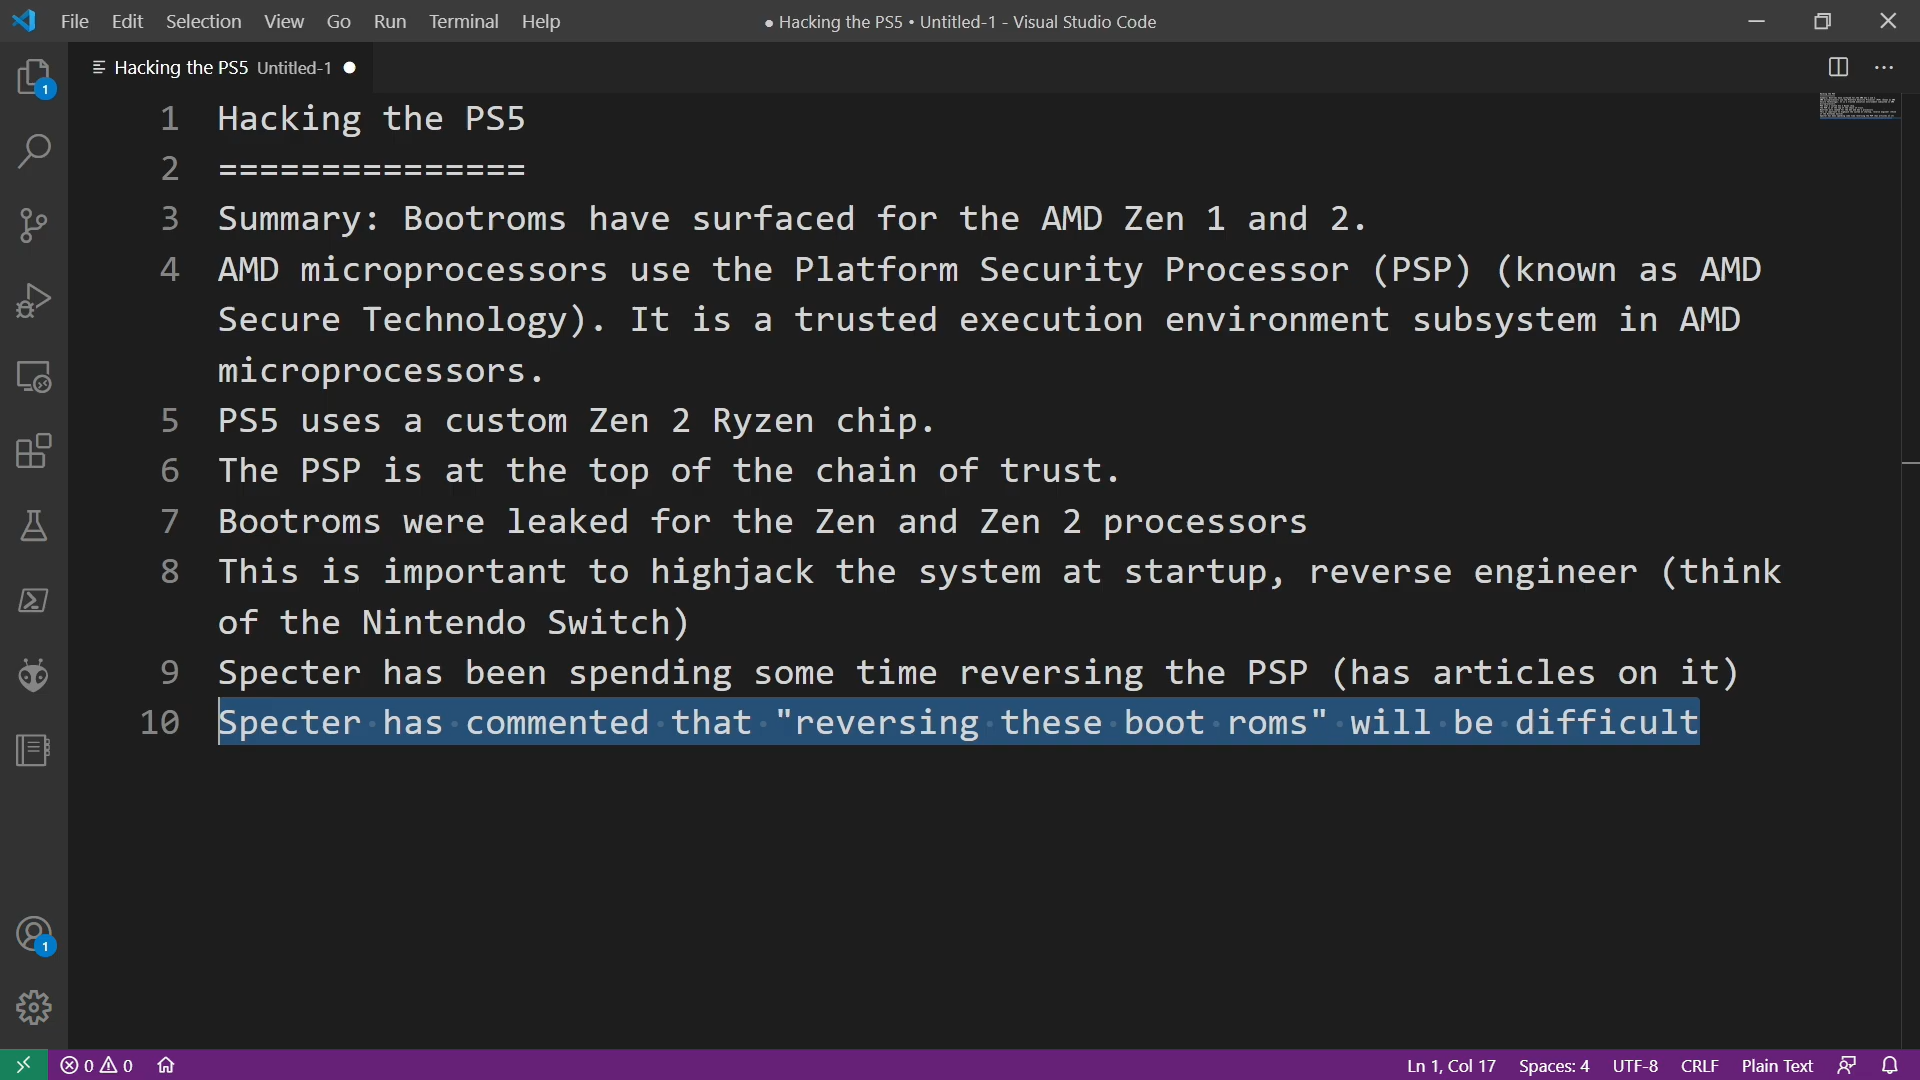 File Edit Selection View Go Run Terminal Help
● Hacking the PS5 • Untitled-1 - Visual Studio Code
Hacking the PS5 Untitled-1
1 Hacking the PS5
2 ===============
3 Summary: Bootroms have surfaced for the AMD Zen 1 and 2.
4 AMD microprocessors use the Platform Security Processor (PSP) (known as AMD
Secure Technology). It is a trusted execution environment subsystem in AMD
microprocessors.
5 PS5 uses a custom Zen 2 Ryzen chip.
6 The PSP is at the top of the chain of trust.
7 Bootroms were leaked for the Zen and Zen 2 processors
8 This is important to highjack the system at startup, reverse engineer (think
of the Nintendo Switch)
9 Specter has been spending some time reversing the PSP (has articles on it)
10 Specter has commented that "reversing these boot roms" will be difficult
1
1
0 0
Ln 1, Col 17 Spaces: 4 UTF-8 CRLF Plain Text